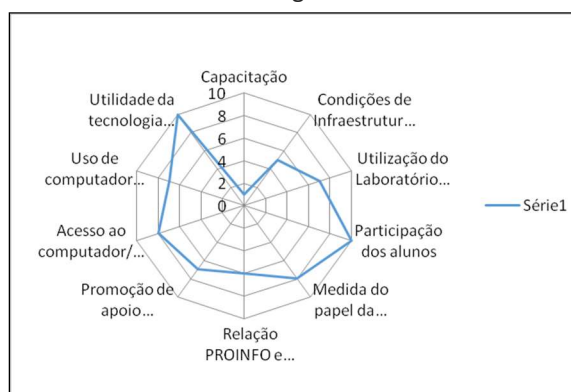 Capacitação
Condições de
Infraestrutur...
Utilização do
Laboratório...
Participação
dos alunos
Medida do
papel da...
Relação
PROINFO e...
Promoção de
apoio...
Acesso ao
computador/...
Uso de
computador...
Utilidade da
tecnologia...
10
8
6
4
2
0
Série1